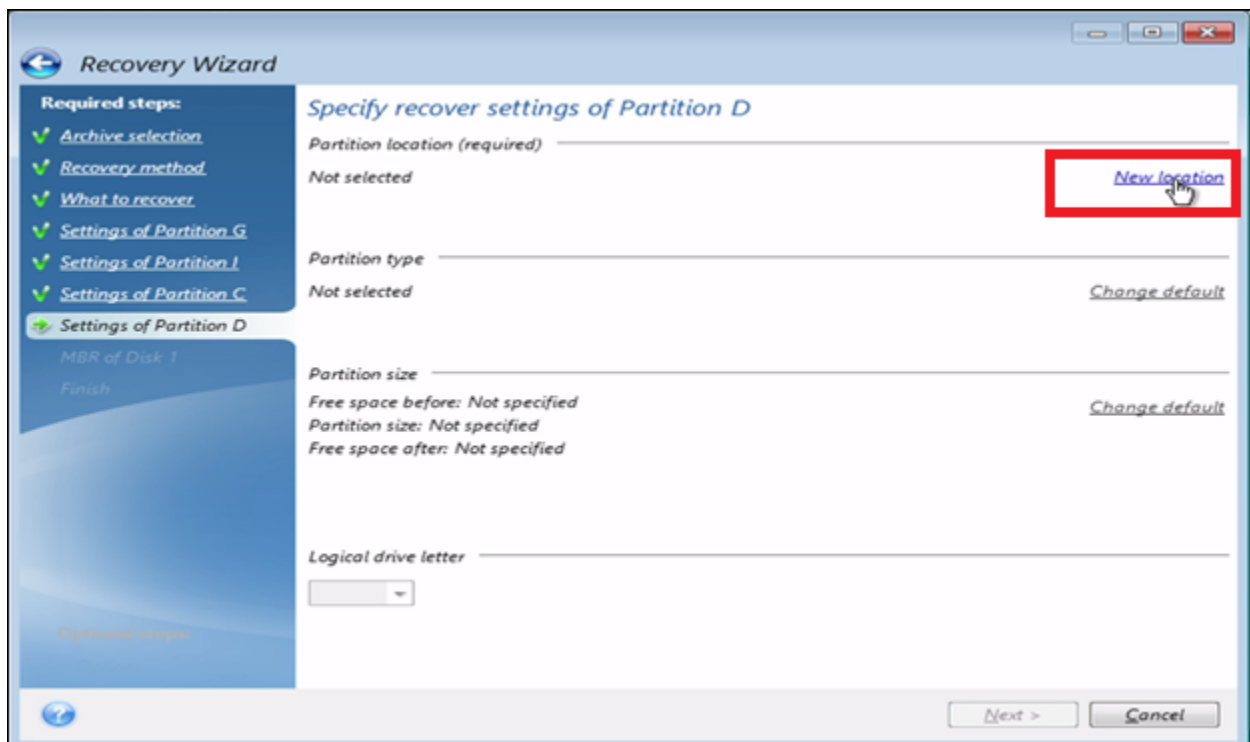 Recovery Wizard
Required steps:
Archive selection
Recovery method
What to recover
Settings of Partition G
Settings of Partition I
Settings of Partition C
Settings of Partition D
MBR of Disk 1
Finish
Optional steps:
Specify recover settings of Partition D
Partition location (required)
Not selected
New location
Partition type
Not selected
Change default
Partition size
Free space before: Not specified
Change default
Partition size: Not specified
Free space after: Not specified
Logical drive letter
Next >
Cancel